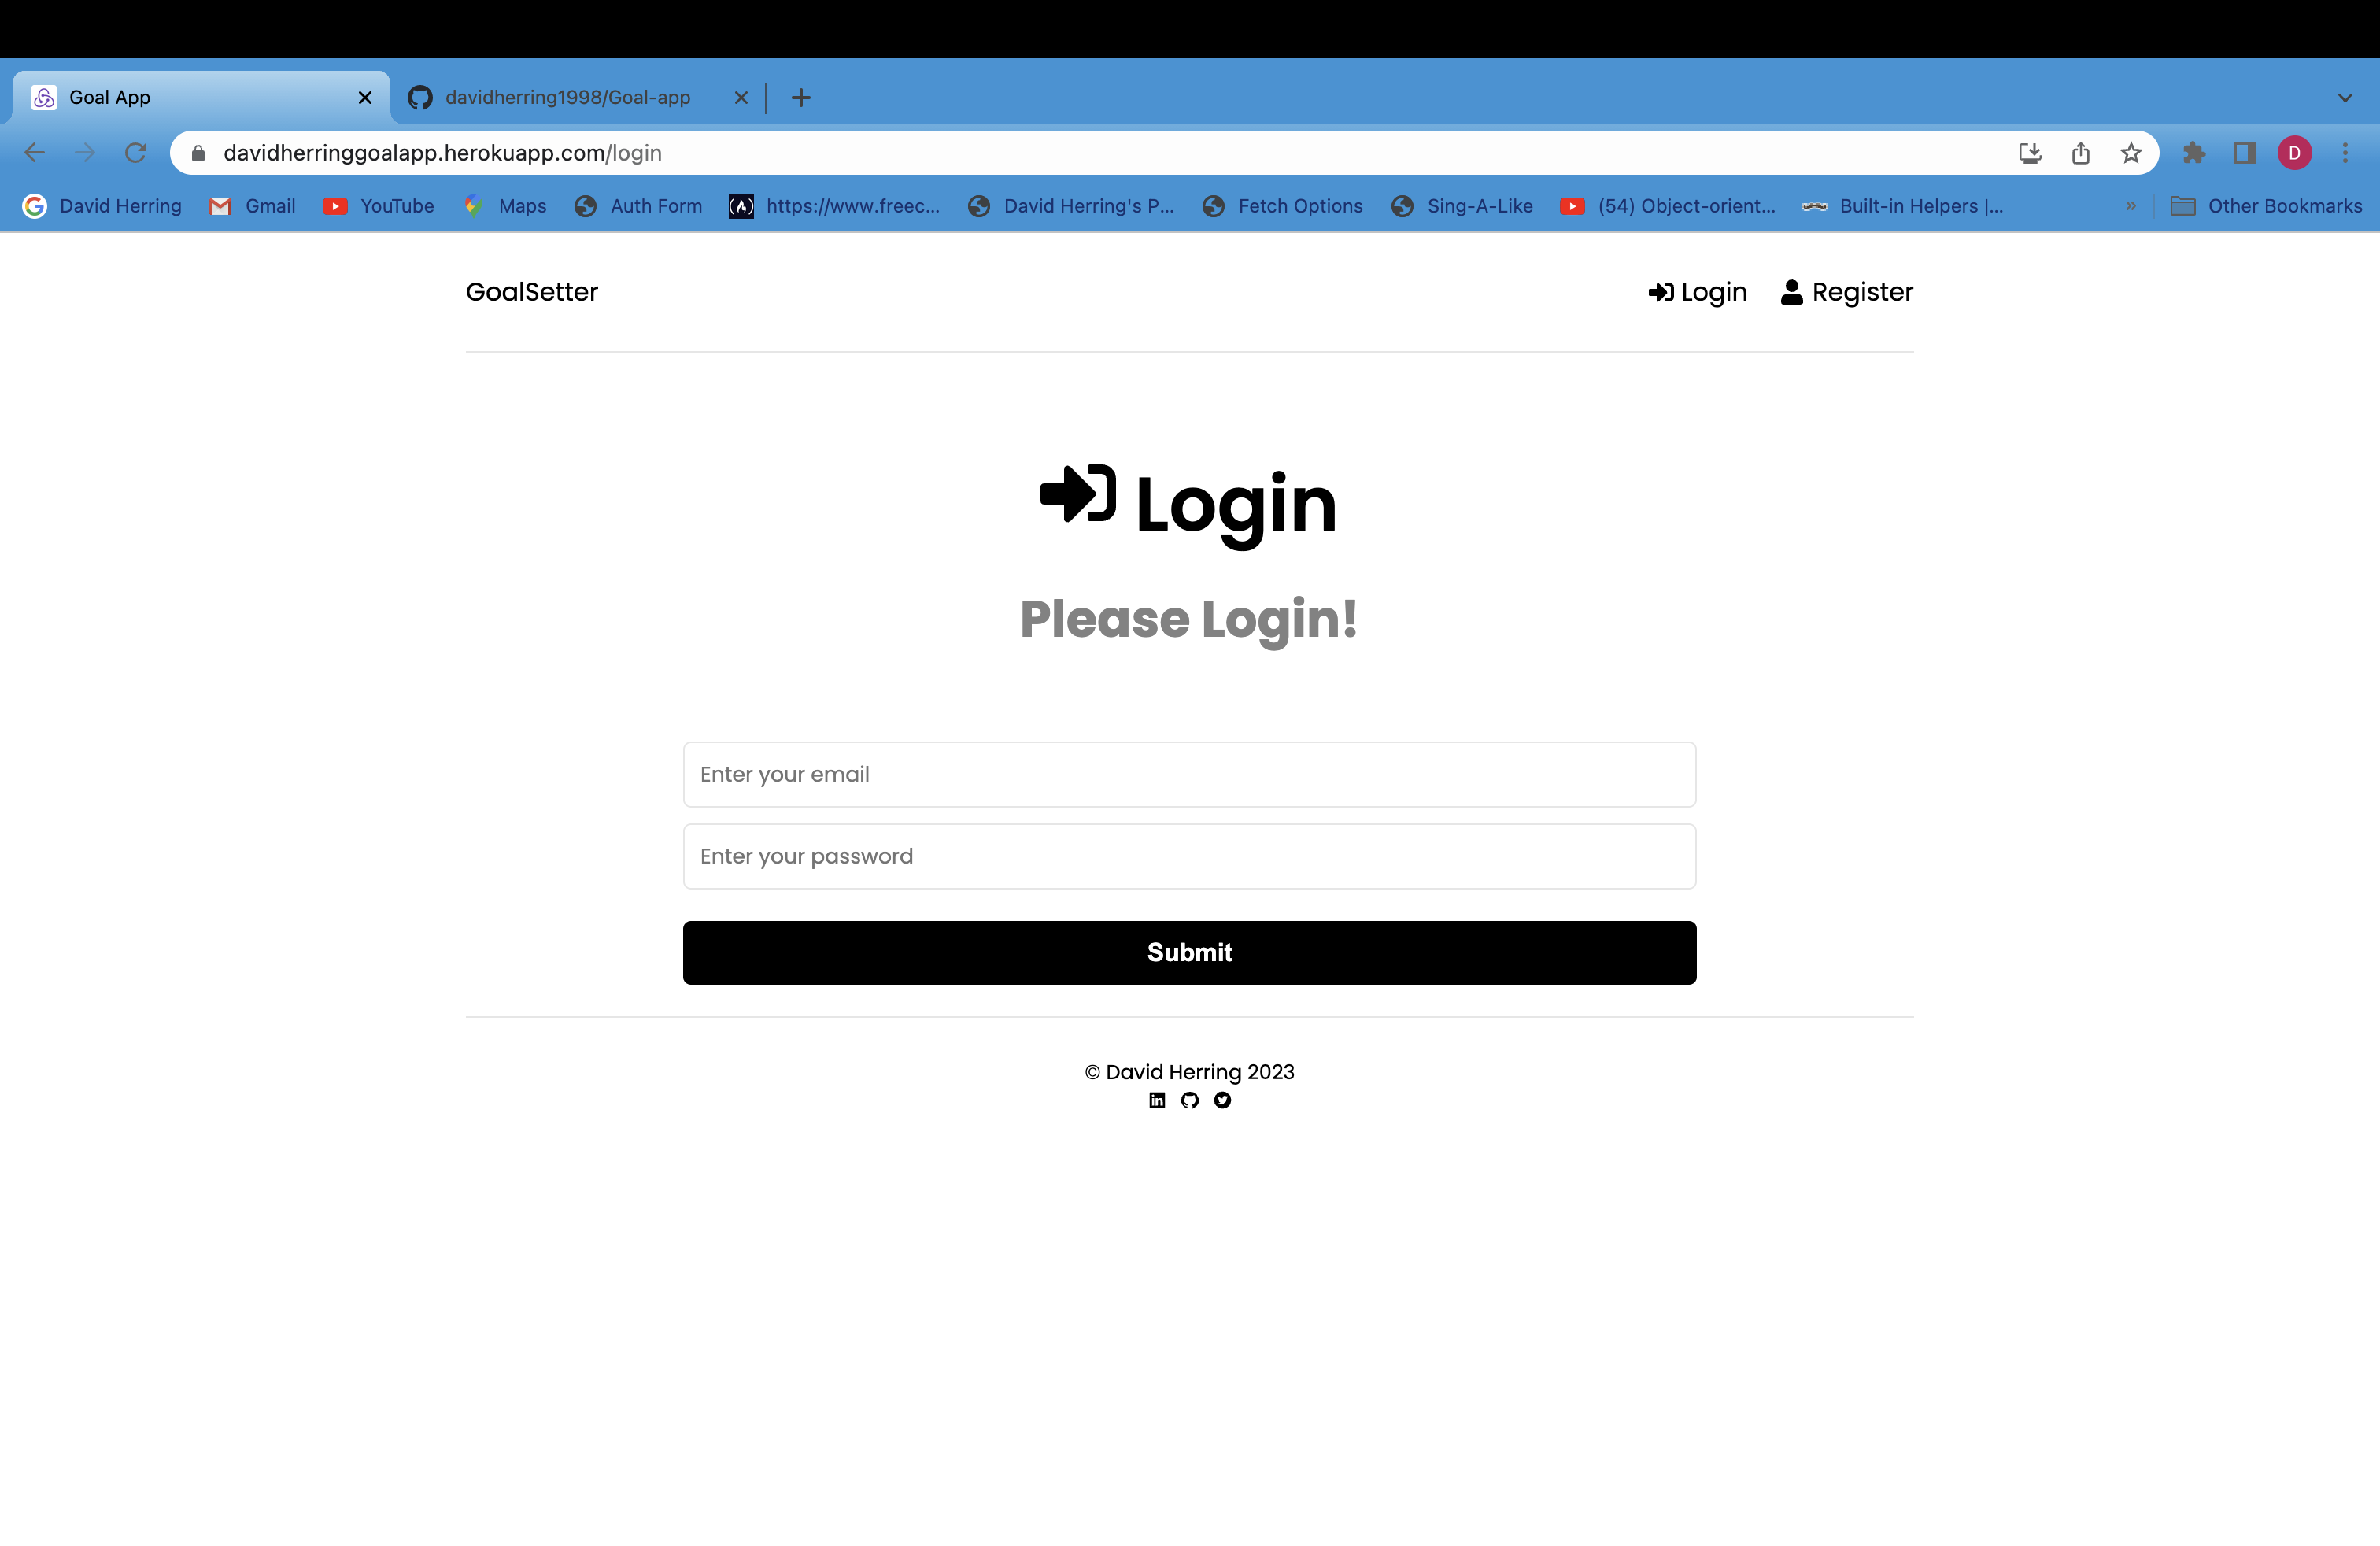 Goal App
davidherring1998/Goal-app
davidherringgoalapp.herokuapp.com/login
D
David Herring Gmail YouTube Maps Auth Form https://www.freec... David Herring's P... Fetch Options Sing-A-Like (54) Object-orient... Built-in Helpers |... » Other Bookmarks
GoalSetter Login Register
Login
Please Login!
Enter your email
Enter your password
Submit
© David Herring 2023